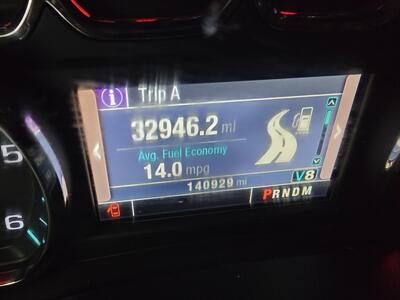 i Trip A
32946.2 mi
Avg. Fuel Economy
14.0 mpg
V8
140929 mi
PRNDM
5
6